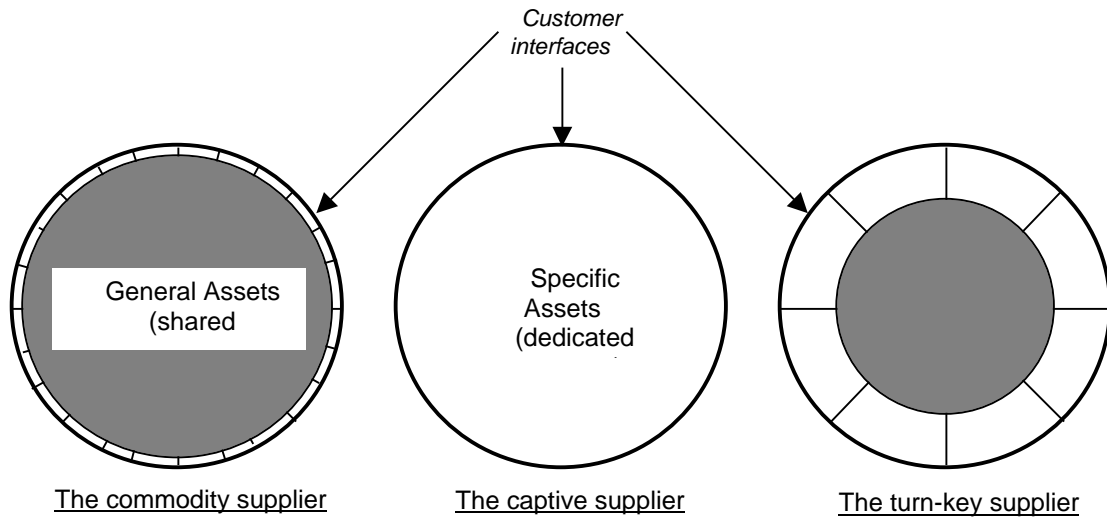 Customer
interfaces
General Assets
(shared
Specific
Assets
(dedicated
The commodity supplier
The captive supplier
The turn-key supplier